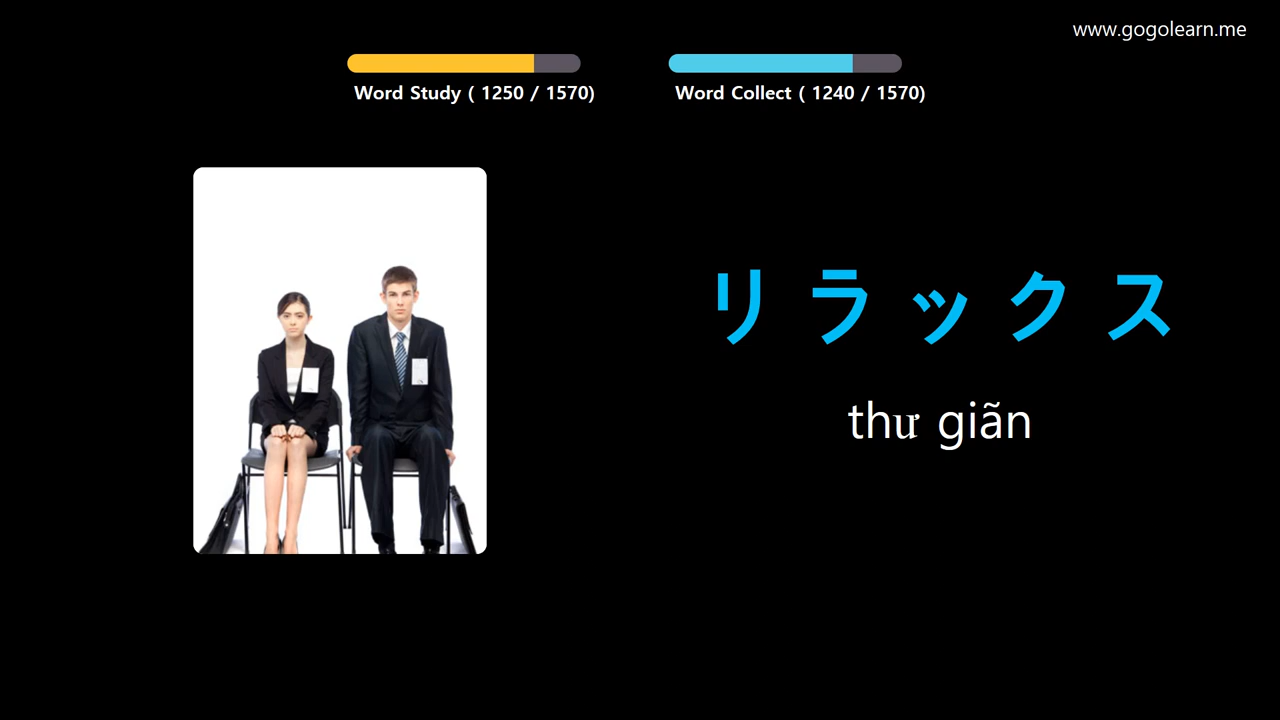 www.gogolearn.me
Word Study ( 1250 / 1570)
Word Collect ( 1240 / 1570)
リラックス
thư giãn